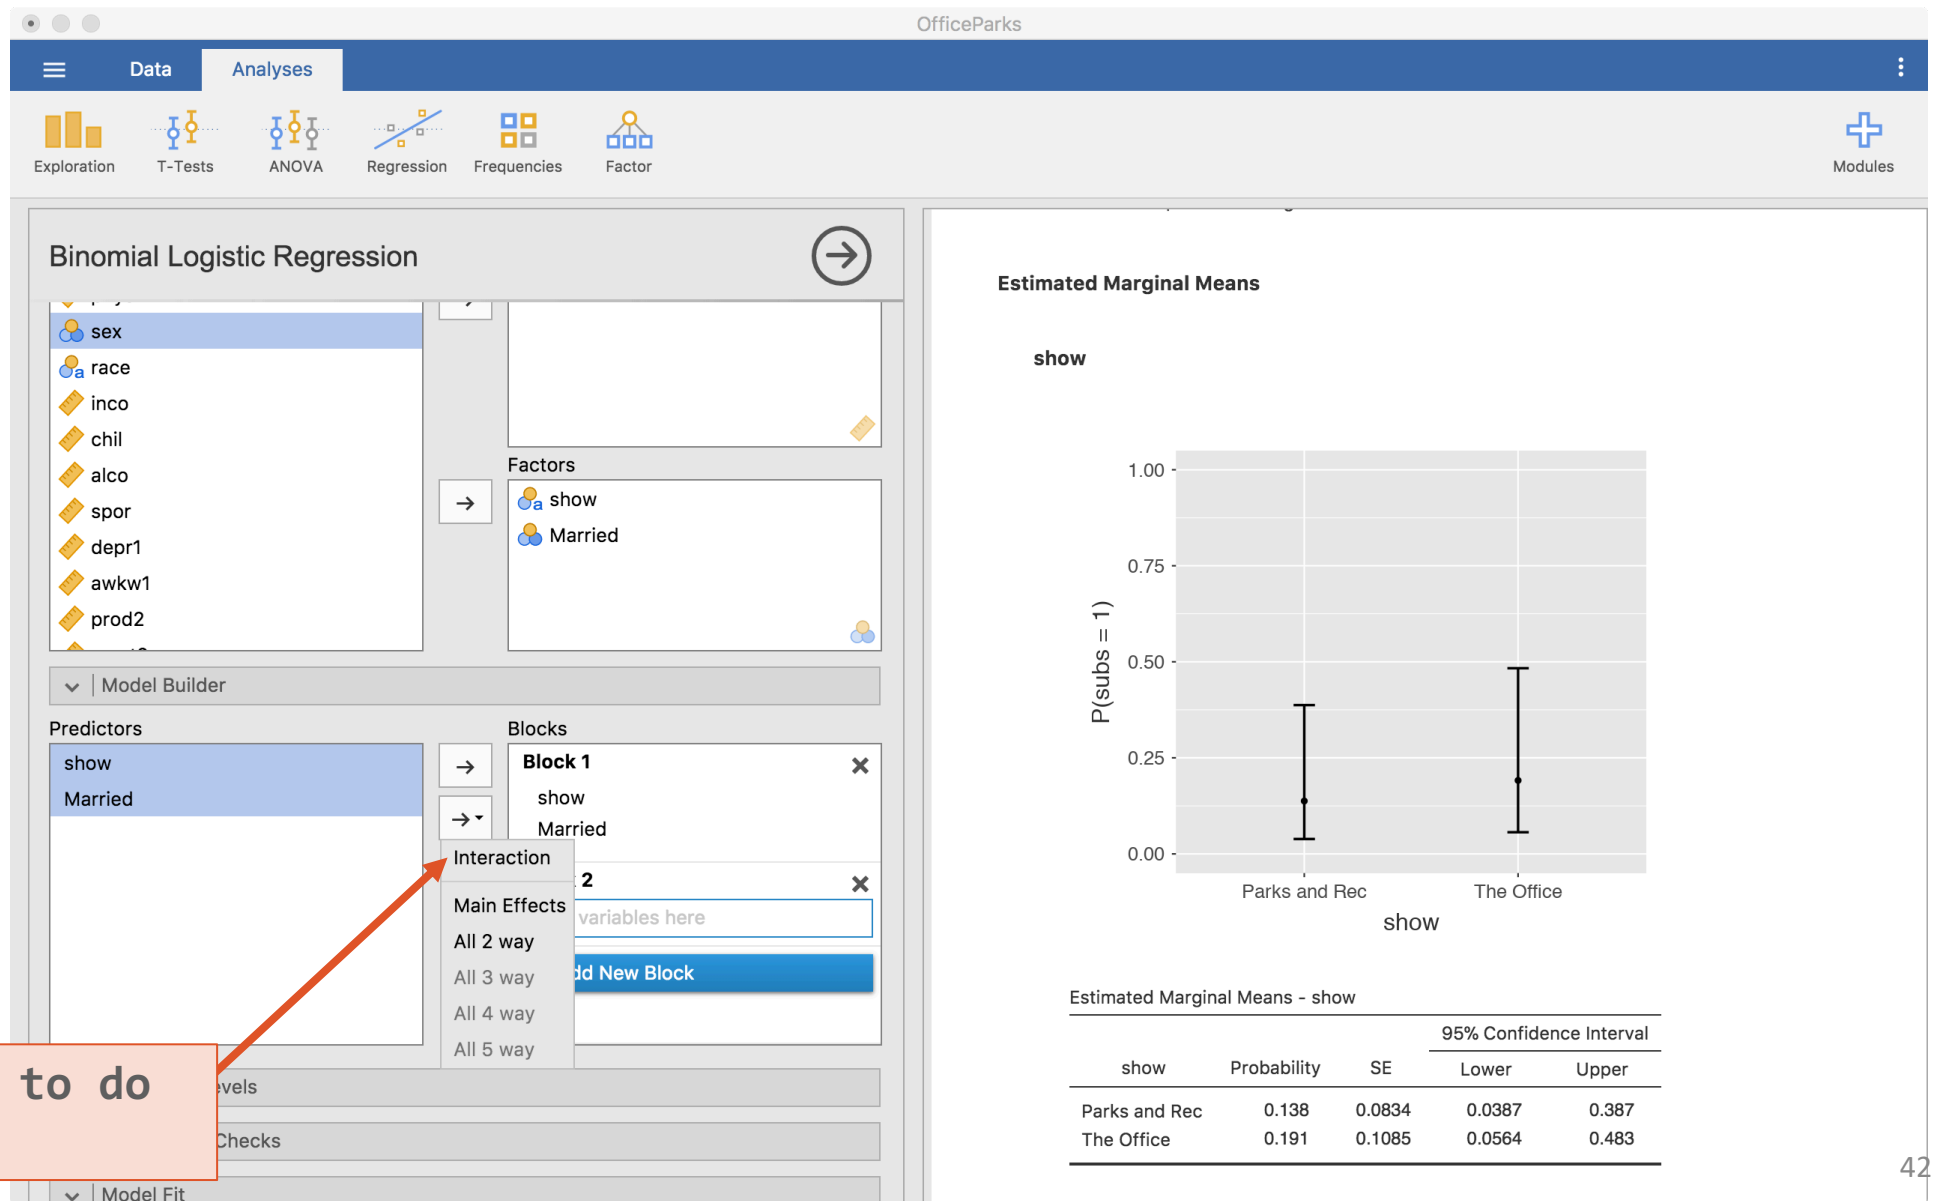 OfficeParks
Data
Analyses
Exploration
T-Tests
ANOVA
Regression
Frequencies
Factor
Modules
Binomial Logistic Regression
sex
race
inco
chil
alco
spor
depr1
awkw1
prod2
Factors
show
Married
Model Builder
Predictors
show
Married
Blocks
Block 1
show
Married
Interaction
2
Main Effects
variables here
All 2 way
All 3 way
dd New Block
All 4 way
All 5 way
to do
evels
Checks
Model Fit
Estimated Marginal Means
show
1.00
0.75
0.50
0.25
0.00
P(subs = 1)
Parks and Rec
The Office
show
Estimated Marginal Means - show
95% Confidence Interval
show Probability SE Lower Upper
Parks and Rec 0.138 0.0834 0.0387 0.387
The Office 0.191 0.1085 0.0564 0.483
42